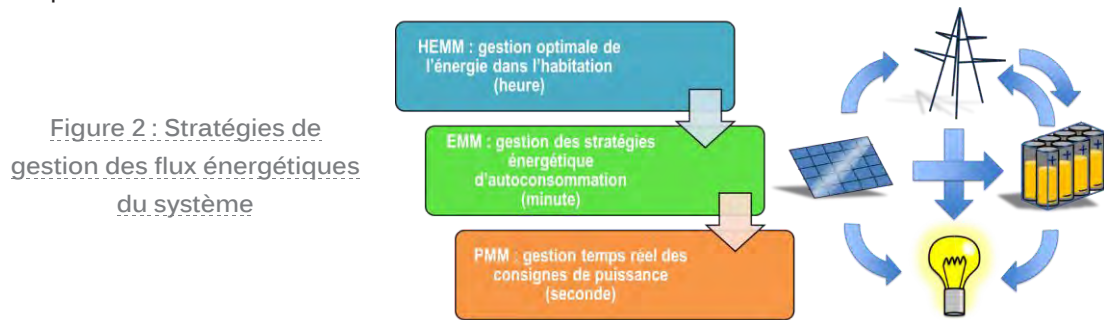 Figure 2 : Stratégies de
gestion des flux énergétiques
du système
HEMM : gestion optimale de
l'énergie dans l'habitation
(heure)
EMM : gestion des stratégies
énergétique
d'autoconsommation
(minute)
PMM : gestion temps réel des
consignes de puissance
(seconde)